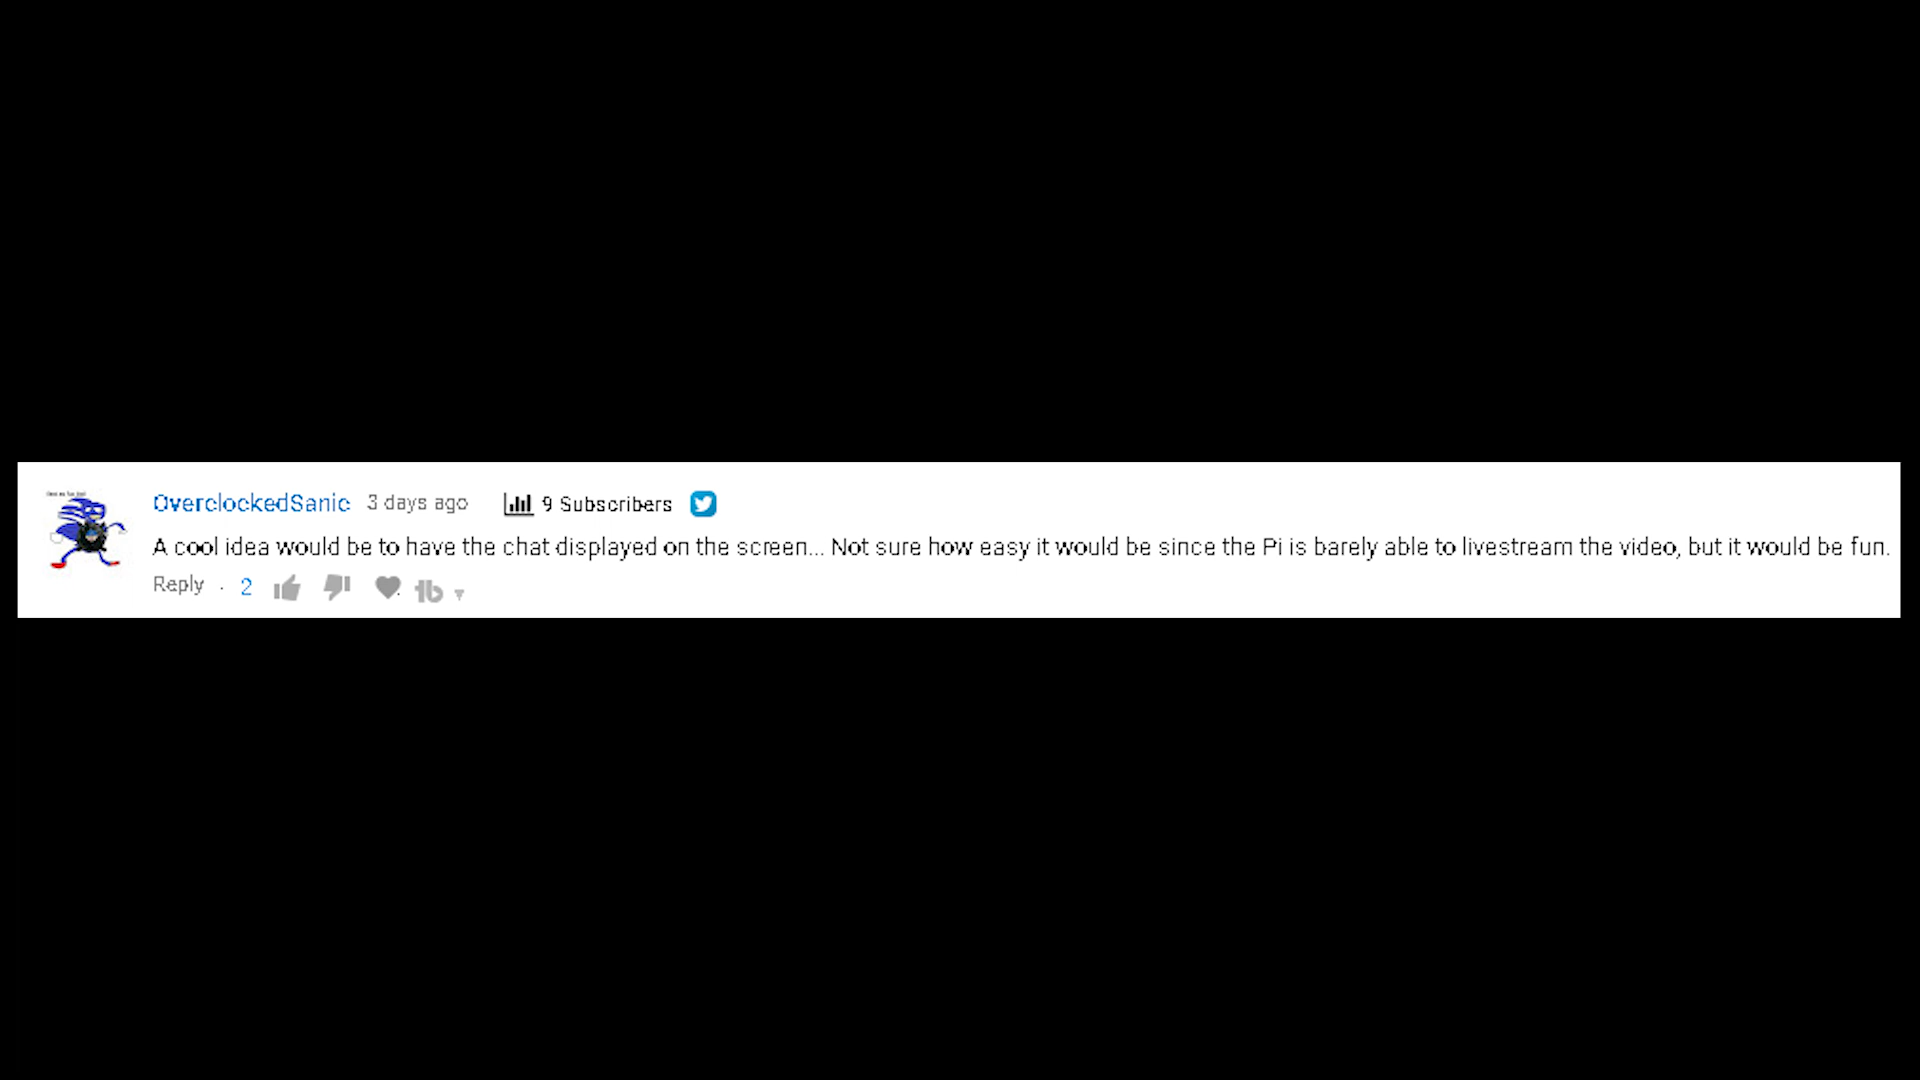 OverclockedSanic 3 days ago 9 Subscribers
A cool idea would be to have the chat displayed on the screen... Not sure how easy it would be since the Pi is barely able to livestream the video, but it would be fun.
Reply · 2 tb